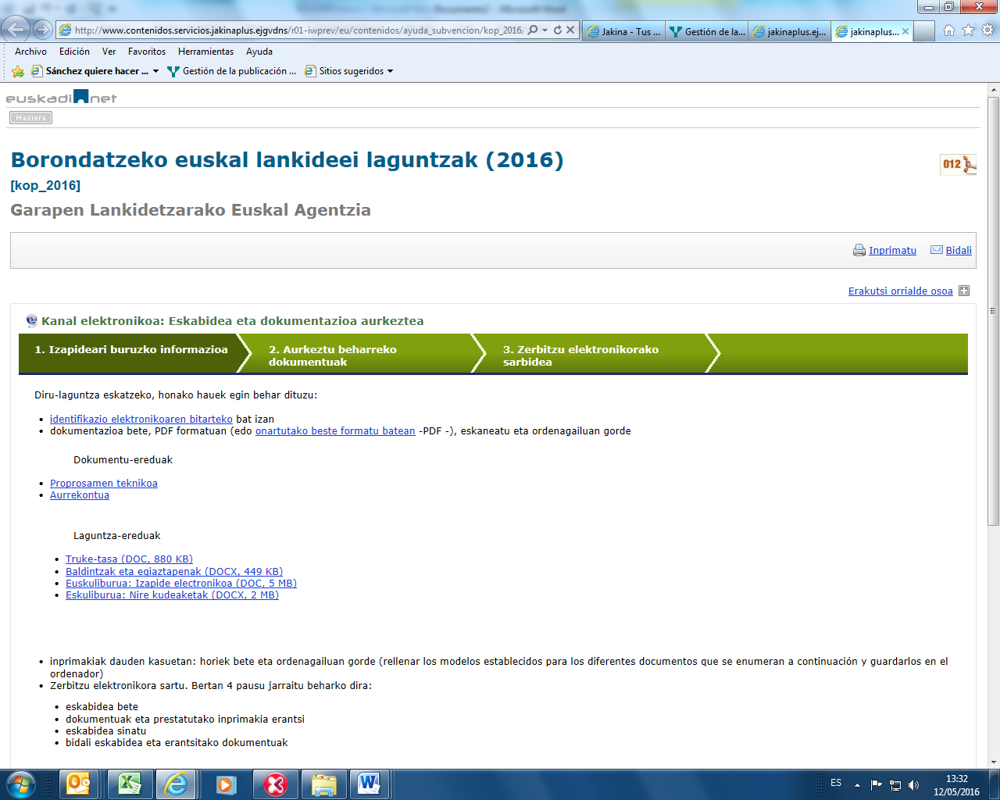 http://www.contenidos.servicios.jakinaplus.ejgvdns/r01-iwprev/eu/contenidos/ayuda_subvencion/kop_2016,
Jakina - Tus ...
Gestión de la...
jakinaplus.ej...
jakinaplus...
Archivo Edición Ver Favoritos Herramientas Ayuda
Sánchez quiere hacer ... Gestión de la publicación ... Sitios sugeridos
euskadi net
Hasiera
Borondatzeko euskal lankideei laguntzak (2016)
012
[kop_2016]
Garapen Lankidetzarako Euskal Agentzia
Inprimatu Bidali
Erakutsi orrialde osoa
Kanal elektronikoa: Eskabidea eta dokumentazioa aurkeztea
1. Izapideari buruzko informazioa
2. Aurkeztu beharreko
dokumentuak
3. Zerbitzu elektronikorako
sarbidea
Diru-laguntza eskatzeko, honako hauek egin behar dituzu:
• identifikazio elektronikoaren bitarteko bat izan
• dokumentazioa bete, PDF formatuan (edo onartutako beste formatu batean -PDF -), eskaneatu eta ordenagailuan gorde
Dokumentu-ereduak
• Proprosamen teknikoa
• Aurrekontua
Laguntza-ereduak
• Truke-tasa (DOC, 880 KB)
• Baldintzak eta egiaztapenak (DOCX, 449 KB)
• Euskuliburua: Izapide electronikoa (DOC, 5 MB)
• Eskuliburua: Nire kudeaketak (DOCX, 2 MB)
• inprimakiak dauden kasuetan: horiek bete eta ordenagailuan gorde (rellenar los modelos establecidos para los diferentes documentos que se enumeran a continuación y guardarlos en el
ordenador)
• Zerbitzu elektronikora sartu. Bertan 4 pausu jarraitu beharko dira:
• eskabidea bete
• dokumentuak eta prestatutako inprimakia erantsi
• eskabidea sinatu
• bidali eskabidea eta erantsitako dokumentuak
ES
13:32
12/05/2016